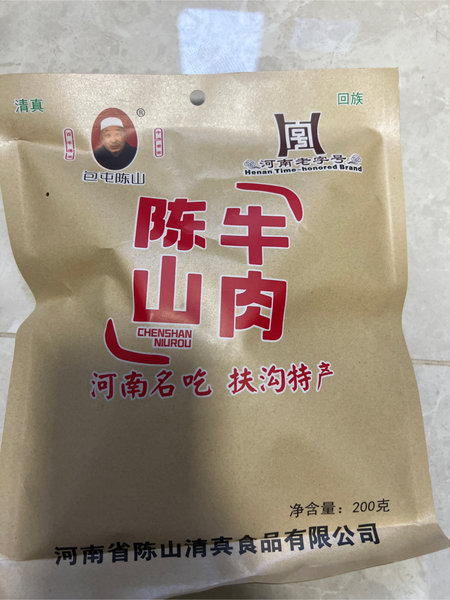 清真
回族
®
包屯陈山
河南老字号
Henan Time-honored Brand
陈山
牛肉
CHENSHAN
NIUROU
河南名吃 扶沟特产
净含量：200克
河南省陈山清真食品有限公司